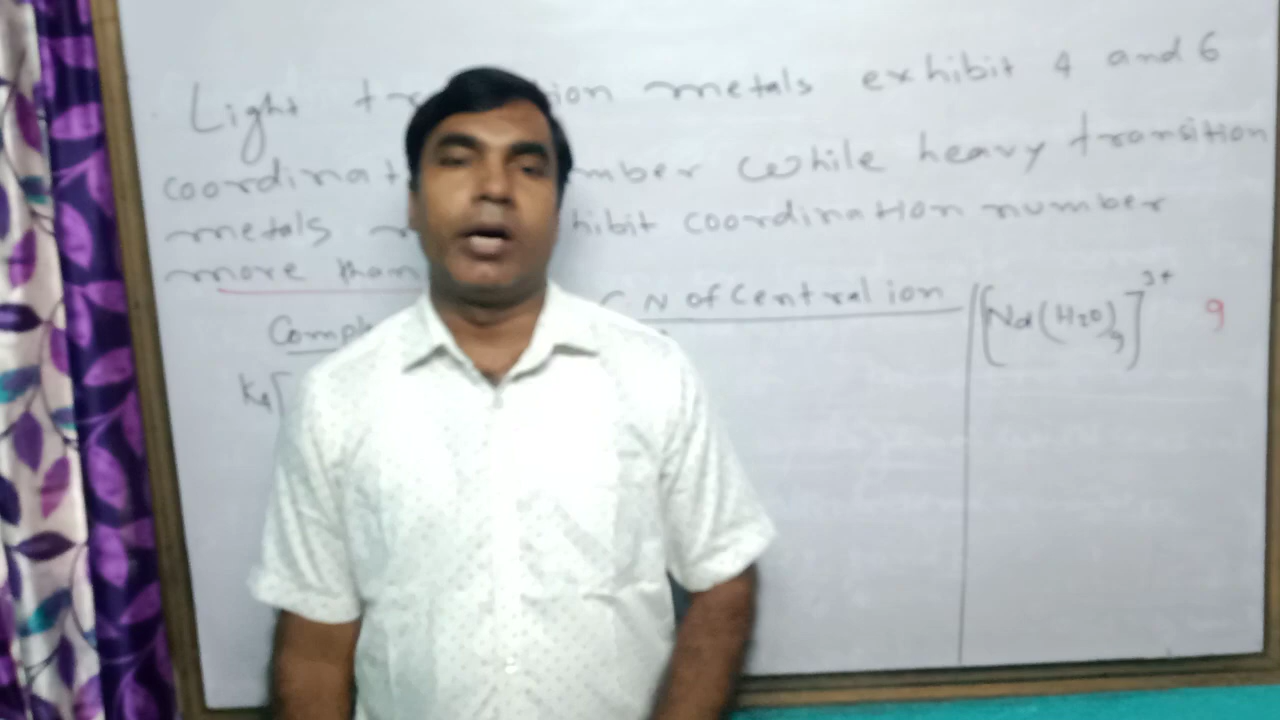 Light tr ion metals exhibit 4 and 6
coordinat mber while heavy transition
metals m hibit coordination number
more than
Comp C N of Central ion
K4[
[Nd(H2O)9]3+ 9